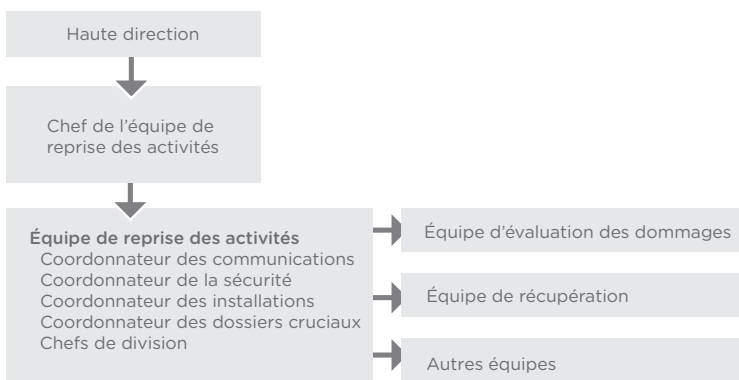 Haute direction
Chef de l'équipe de
reprise des activités
Équipe de reprise des activités
Coordonnateur des communications
Coordonnateur de la sécurité
Coordonnateur des installations
Coordonnateur des dossiers cruciaux
Chefs de division
Équipe d'évaluation des dommages
Équipe de récupération
Autres équipes